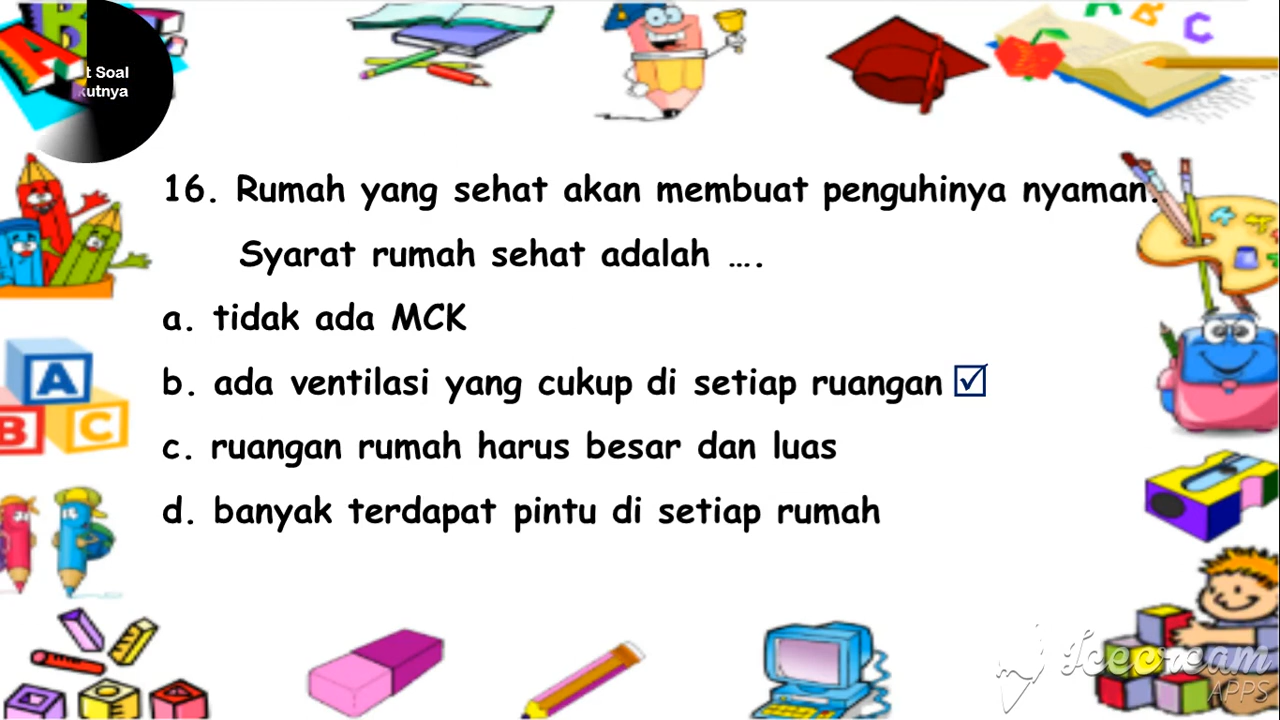 t Soal
kutnya
16. Rumah yang sehat akan membuat penguhinya nyaman.
Syarat rumah sehat adalah ....
a. tidak ada MCK
b. ada ventilasi yang cukup di setiap ruangan ☑
c. ruangan rumah harus besar dan luas
d. banyak terdapat pintu di setiap rumah
A
B
C
A
B
C
Icecream
APPS